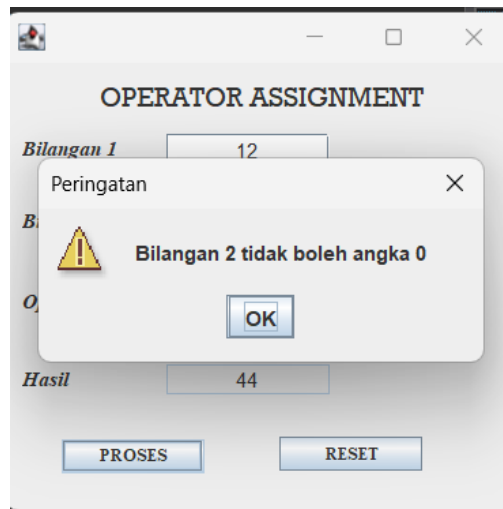 OPERATOR ASSIGNMENT
Bilangan 1
12
Peringatan
Bilangan 2 tidak boleh angka 0
OK
Hasil
44
PROSES
RESET